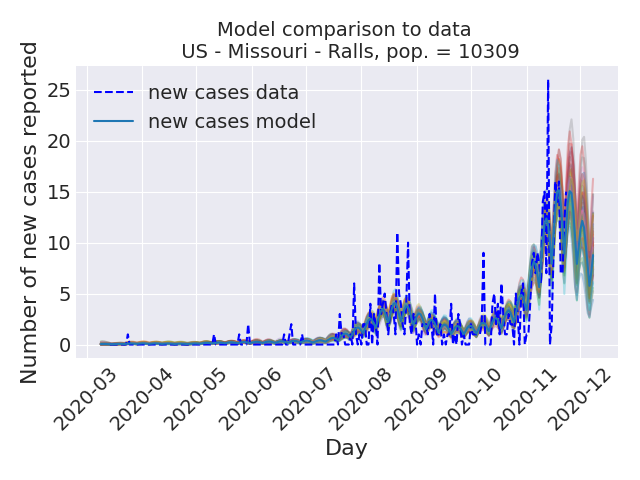 Model comparison to data
US - Missouri - Ralls, pop. = 10309
Number of new cases reported
25
20
15
10
5
0
new cases data
new cases model
2020-03
2020-04
2020-05
2020-06
2020-07
2020-08
2020-09
2020-10
2020-11
2020-12
Day